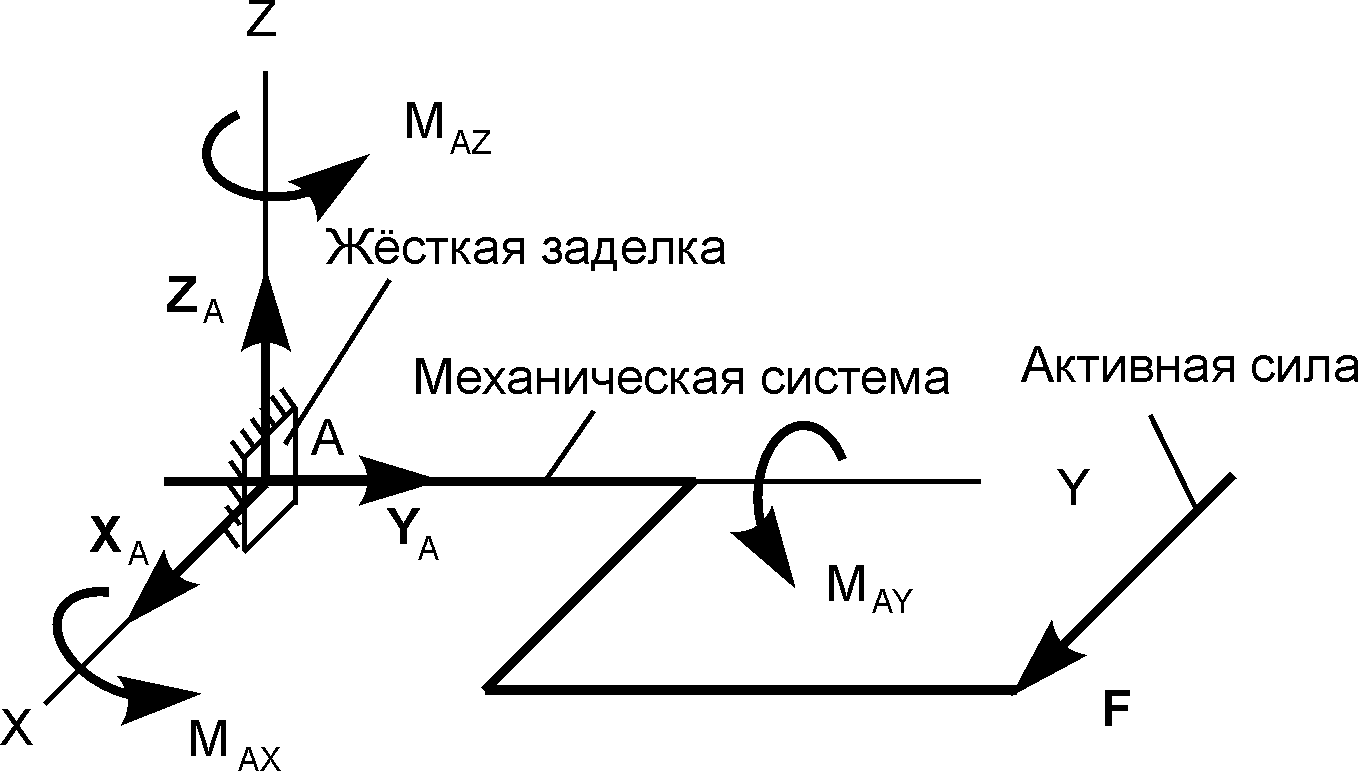 Z
M AZ
Жёсткая заделка
Z A
Механическая система
Активная сила
A
Y
X A
Y A
M AY
X
M AX
F